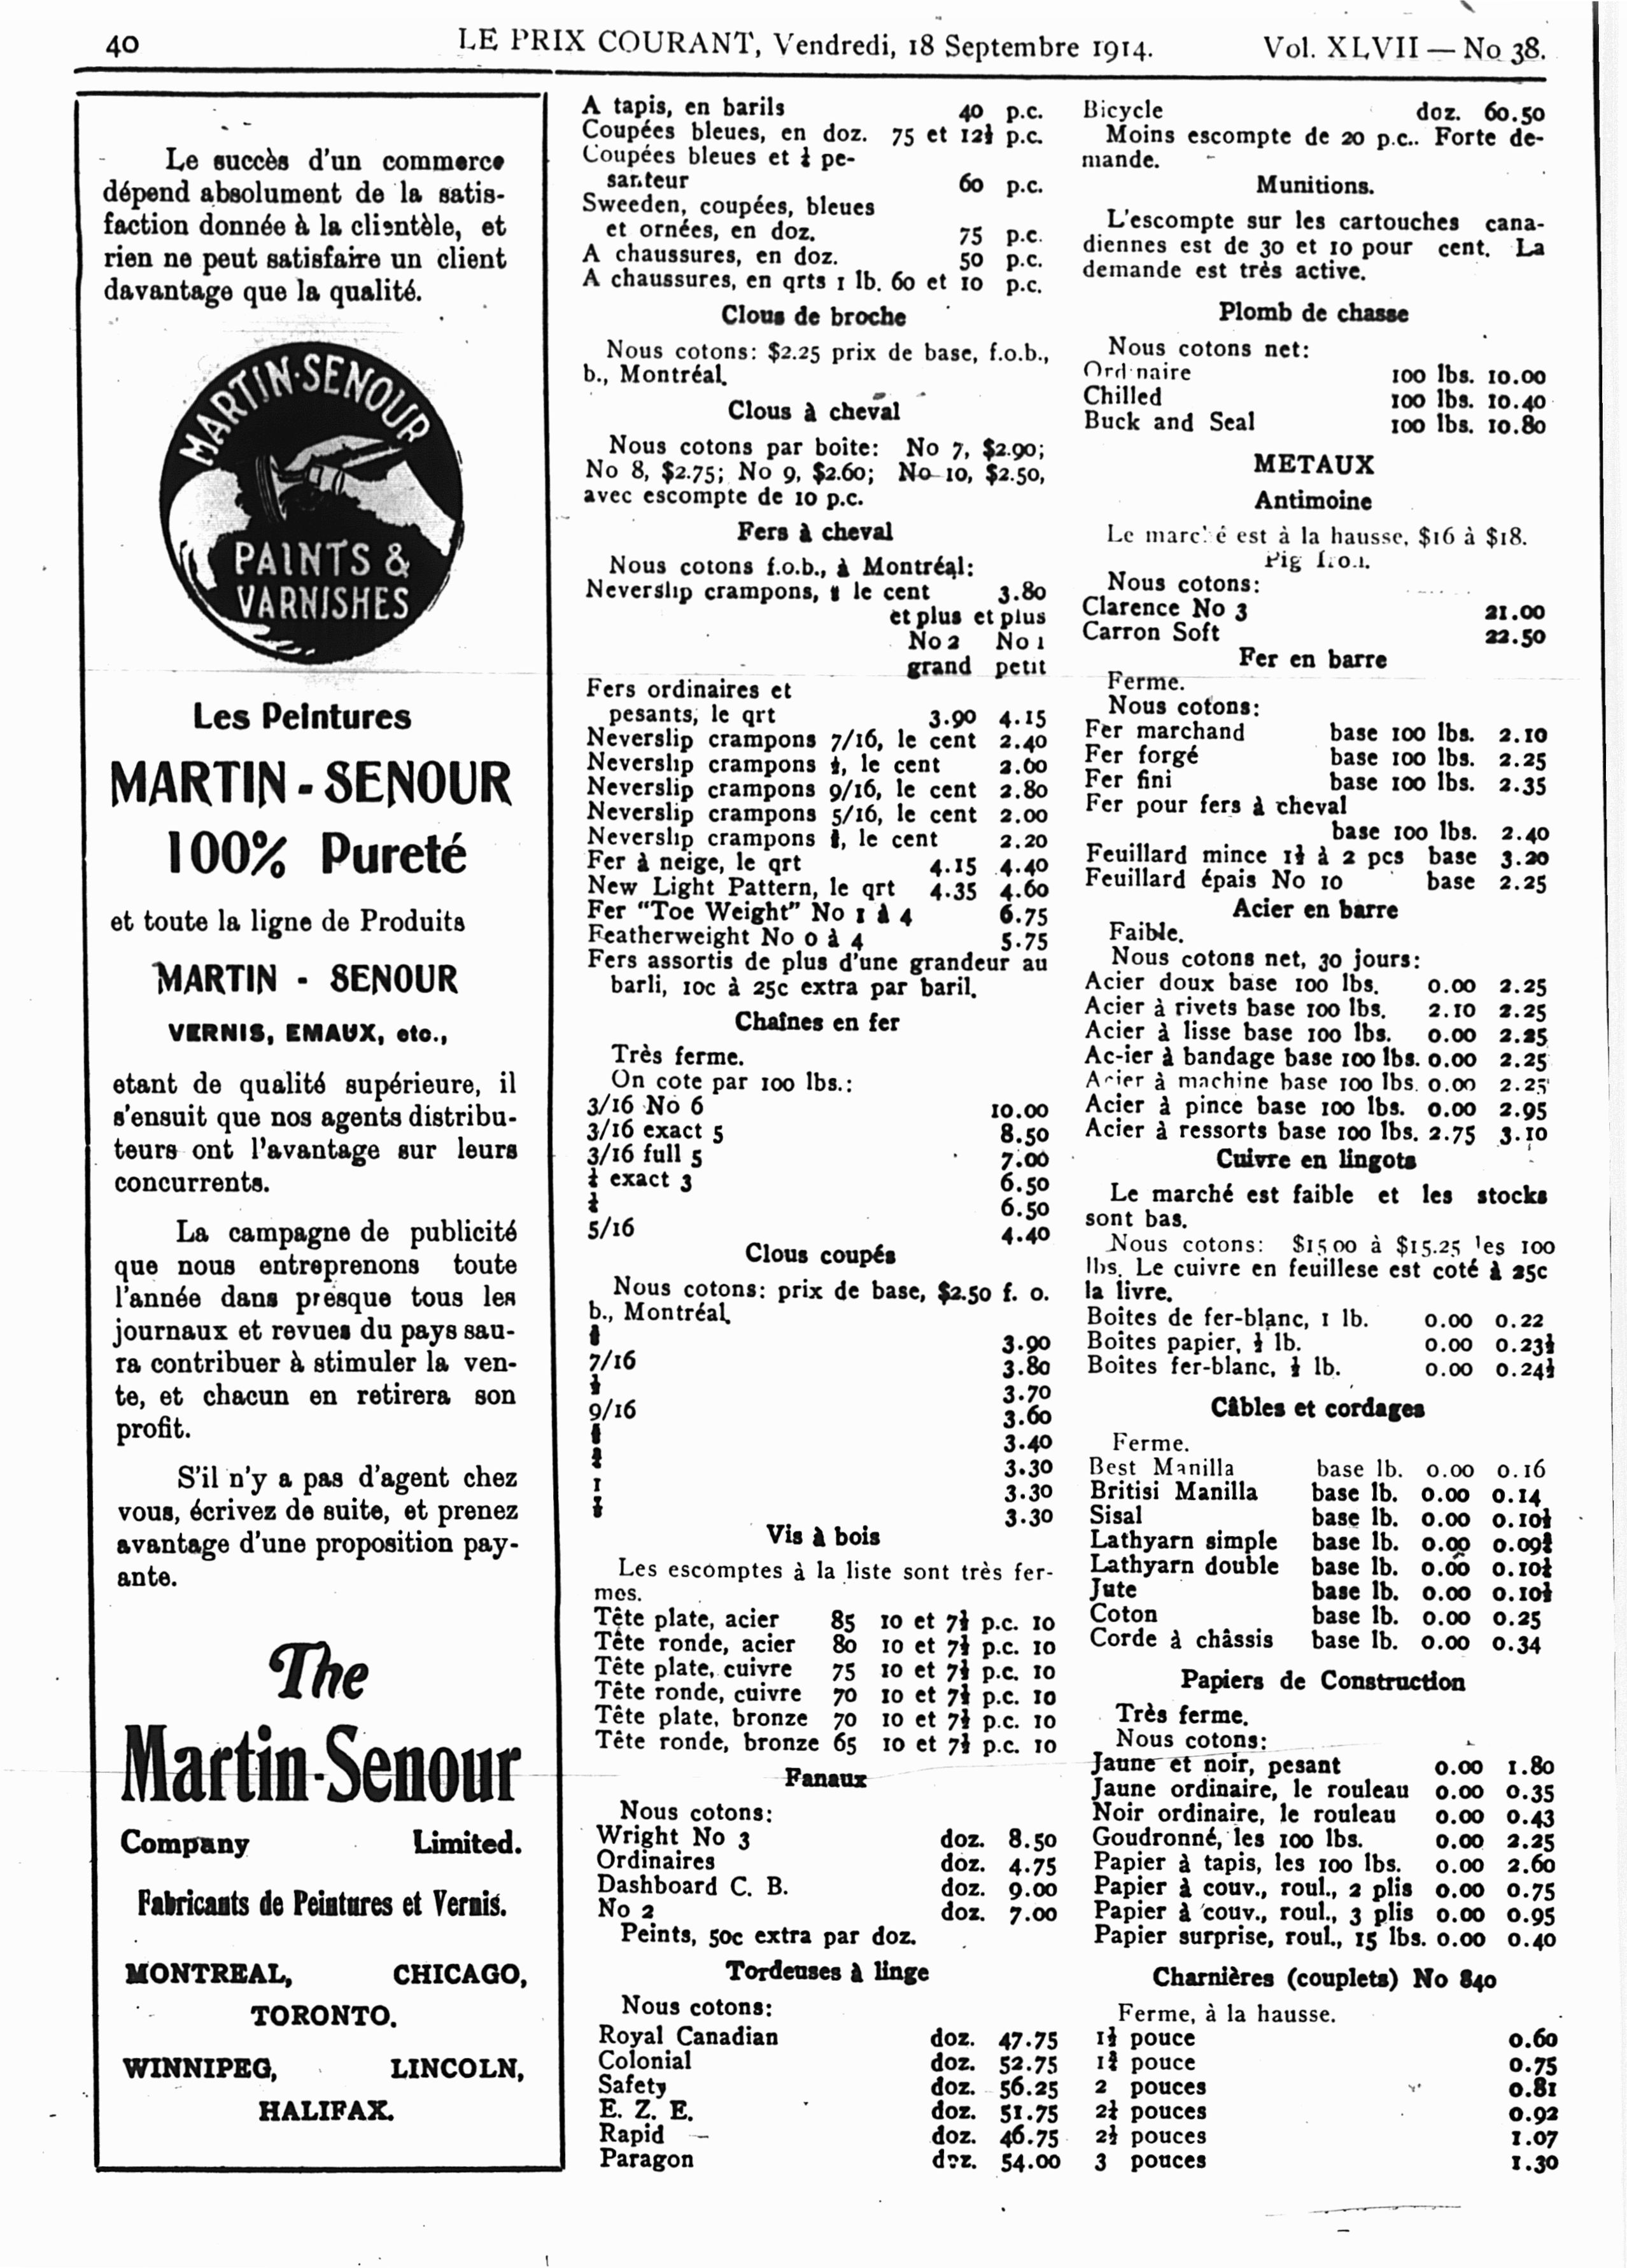 40
LE PRIX COURANT, Vendredi, 18 Septembre 1914.
Vol. XLVII — No 38.
Le succès d'un commerce
dépend absolument de la satis-
faction donnée à la clientèle, et
rien ne peut satisfaire un client
davantage que la qualité.
MARTIN-SENOUR
PAINTS &
VARNISHES
Les Peintures
MARTIN - SENOUR
100% Pureté
et toute la ligne de Produits
MARTIN - SENOUR
VERNIS, EMAUX, etc.,
etant de qualité supérieure, il
s'ensuit que nos agents distribu-
teurs ont l'avantage sur leurs
concurrents.
La campagne de publicité
que nous entreprenons toute
l'année dans presque tous les
journaux et revues du pays sau-
ra contribuer à stimuler la ven-
te, et chacun en retirera son
profit.
S'il n'y a pas d'agent chez
vous, écrivez de suite, et prenez
avantage d'une proposition pay-
ante.
The
Martin-Senour
Company Limited.
Fabricants de Peintures et Vernis.
MONTREAL, CHICAGO,
TORONTO.
WINNIPEG, LINCOLN,
HALIFAX.
A tapis, en barils 40 p.c.
Coupées bleues, en doz. 75 et 12½ p.c.
Coupées bleues et pe-
santeur 60 p.c.
Sweeden, coupées, bleues
et ornées, en doz. 75 p.c.
A chaussures, en doz. 50 p.c.
A chaussures, en qrts 1 lb. 60 et 10 p.c.
Clous de broche
Nous cotons: $2.25 prix de base, f.o.b.,
b., Montréal.
Clous à cheval
Nous cotons par boîte: No 7, $2.90;
No 8, $2.75; No 9, $2.60; No 10, $2.50,
avec escompte de 10 p.c.
Fers à cheval
Nous cotons f.o.b., à Montréal:
Neverslip crampons, le cent 3.80
et plus et plus
No 2 No 1
grand petit
Fers ordinaires et
pesants, le qrt 3.90 4.15
Neverslip crampons 7/16, le cent 2.40
Neverslip crampons ½, le cent 2.60
Neverslip crampons 9/16, le cent 2.80
Neverslip crampons 5/16, le cent 2.00
Neverslip crampons , le cent 2.20
Fer à neige, le qrt 4.15 4.40
New Light Pattern, le qrt 4.35 4.60
Fer "Toe Weight" No 1 à 4 6.75
Featherweight No 0 à 4 5.75
Fers assortis de plus d'une grandeur au
barli, 10c à 25c extra par baril.
Chaînes en fer
Très ferme.
On cote par 100 lbs.:
3/16 No 6 10.00
3/16 exact 5 8.50
3/16 full 5 7.00
¼ exact 3 6.50
¼ 6.50
5/16 4.40
Clous coupés
Nous cotons: prix de base, $2.50 f. o.
b., Montréal.
3.90
7/16 3.80
½ 3.70
9/16 3.60
3.40
3.30
1 3.30
3.30
Vis à bois
Les escomptes à la liste sont très fer-
mes.
Tête plate, acier 85 10 et 7½ p.c. 10
Tête ronde, acier 80 10 et 7½ p.c. 10
Tête plate, cuivre 75 10 et 7½ p.c. 10
Tête ronde, cuivre 70 10 et 7½ p.c. 10
Tête plate, bronze 70 10 et 7½ p.c. 10
Tête ronde, bronze 65 10 et 7½ p.c. 10
Fanaux
Nous cotons:
Wright No 3 doz. 8.50
Ordinaires doz. 4.75
Dashboard C. B. doz. 9.00
No 2 doz. 7.00
Peints, 50c extra par doz.
Tordeuses à linge
Nous cotons:
Royal Canadian doz. 47.75
Colonial doz. 52.75
Safety doz. 56.25
E. Z. E. doz. 51.75
Rapid doz. 46.75
Paragon doz. 54.00
Bicycle doz. 60.50
Moins escompte de 20 p.c.. Forte de-
mande.
Munitions.
L'escompte sur les cartouches cana-
diennes est de 30 et 10 pour cent. La
demande est très active.
Plomb de chasse
Nous cotons net:
Ordinaire 100 lbs. 10.00
Chilled 100 lbs. 10.40
Buck and Seal 100 lbs. 10.80
METAUX
Antimoine
Le marché est à la hausse, $16 à $18.
Pig
Nous cotons:
Clarence No 3 21.00
Carron Soft 22.50
Fer en barre
Ferme.
Nous cotons:
Fer marchand base 100 lbs. 2.10
Fer forgé base 100 lbs. 2.25
Fer fini base 100 lbs. 2.35
Fer pour fers à cheval
base 100 lbs. 2.40
Feuillard mince 1½ à 2 pcs base 3.20
Feuillard épais No 10 base 2.25
Acier en barre
Faible.
Nous cotons net, 30 jours:
Acier doux base 100 lbs. 0.00 2.25
Acier à rivets base 100 lbs. 2.10 2.25
Acier à lisse base 100 lbs. 0.00 2.25
Ac-ier à bandage base 100 lbs. 0.00 2.25
Acier à machine base 100 lbs. 0.00 2.25
Acier à pince base 100 lbs. 0.00 2.95
Acier à ressorts base 100 lbs. 2.75 3.10
Cuivre en lingots
Le marché est faible et les stocks
sont bas.
Nous cotons: $15.00 à $15.25 les 100
lbs. Le cuivre en feuillese est coté à 25c
la livre.
Boîtes de fer-blanc, 1 lb. 0.00 0.22
Boîtes papier, ½ lb. 0.00 0.23½
Boîtes fer-blanc, ½ lb. 0.00 0.24½
Câbles et cordages
Ferme.
Best Manilla base lb. 0.00 0.16
Britisi Manilla base lb. 0.00 0.14
Sisal base lb. 0.00 0.10½
Lathyarn simple base lb. 0.00
Lathyarn double base lb. 0.00
Jute base lb. 0.00 0.10½
Coton base lb. 0.00 0.25
Corde à châssis base lb. 0.00 0.34
Papiers de Construction
Très ferme.
Nous cotons:
Jaune et noir, pesant 0.00 1.80
Jaune ordinaire, le rouleau 0.00 0.35
Noir ordinaire, le rouleau 0.00 0.43
Goudronné, les 100 lbs. 0.00 2.25
Papier à tapis, les 100 lbs. 0.00 2.60
Papier à couv., roul., 2 plis 0.00 0.75
Papier à couv., roul., 3 plis 0.00 0.95
Papier surprise, roul., 15 lbs. 0.00 0.40
Charnières (couplets) No 840
Ferme, à la hausse.
1½ pouce 0.60
1¾ pouce 0.75
2 pouces 0.81
2¼ pouces 0.92
2½ pouces 1.07
3 pouces 1.30